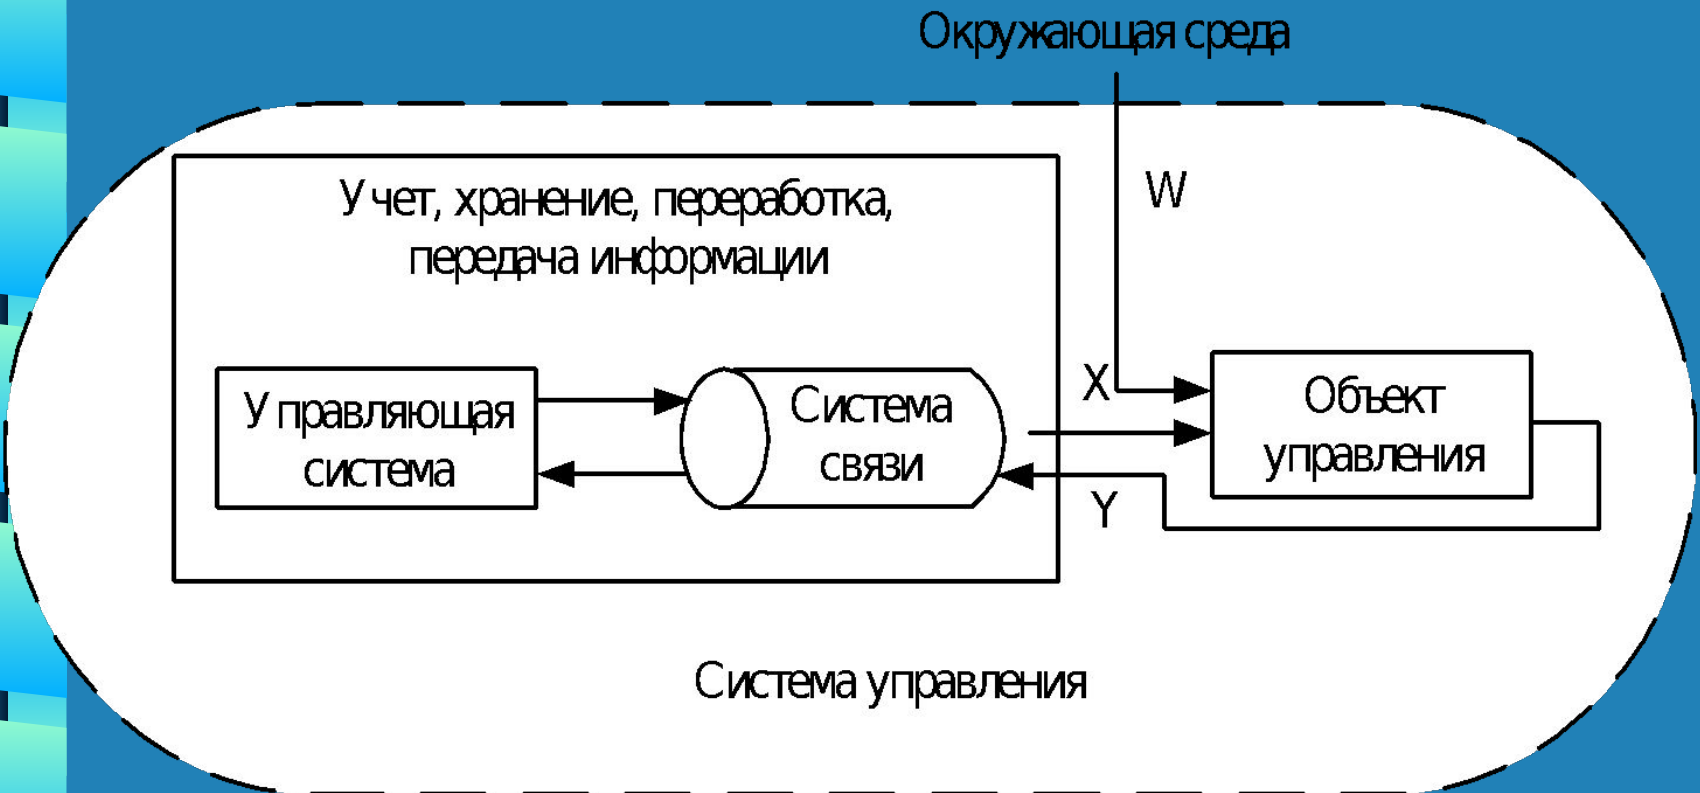 Окружающая среда
W
Учет, хранение, переработка,
передача информации
X
Управляющая
система
Система
связи
Объект
управления
Y
Система управления